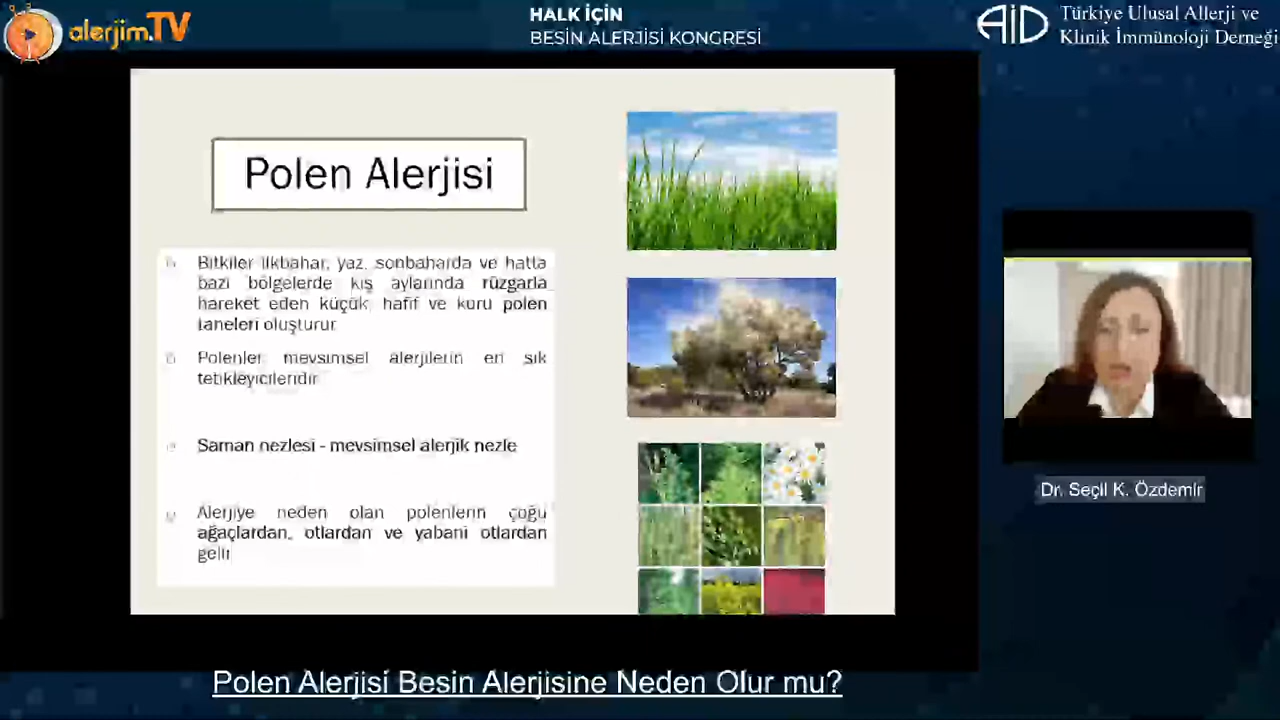 alerjim.TV
HALK İÇİN
BESİN ALERJİSİ KONGRESİ
AİD
Türkiye Ulusal Allerji ve
Klinik İmmünoloji Derneği
Polen Alerjisi
Bitkiler ilkbahar, yaz, sonbaharda ve hatta
bazı bölgelerde kış aylarında rüzgarla
hareket eden küçük, hafif ve kuru polen
taneleri oluşturur
Polenler mevsimsel alerjilerin en sık
tetikleyicileridir
Saman nezlesi - mevsimsel alerjik nezle
Alerjiye neden olan polenlerin çoğu
ağaçlardan, otlardan ve yabani otlardan
gelir
Dr. Seçil K. Özdemir
Polen Alerjisi Besin Alerjisine Neden Olur mu?